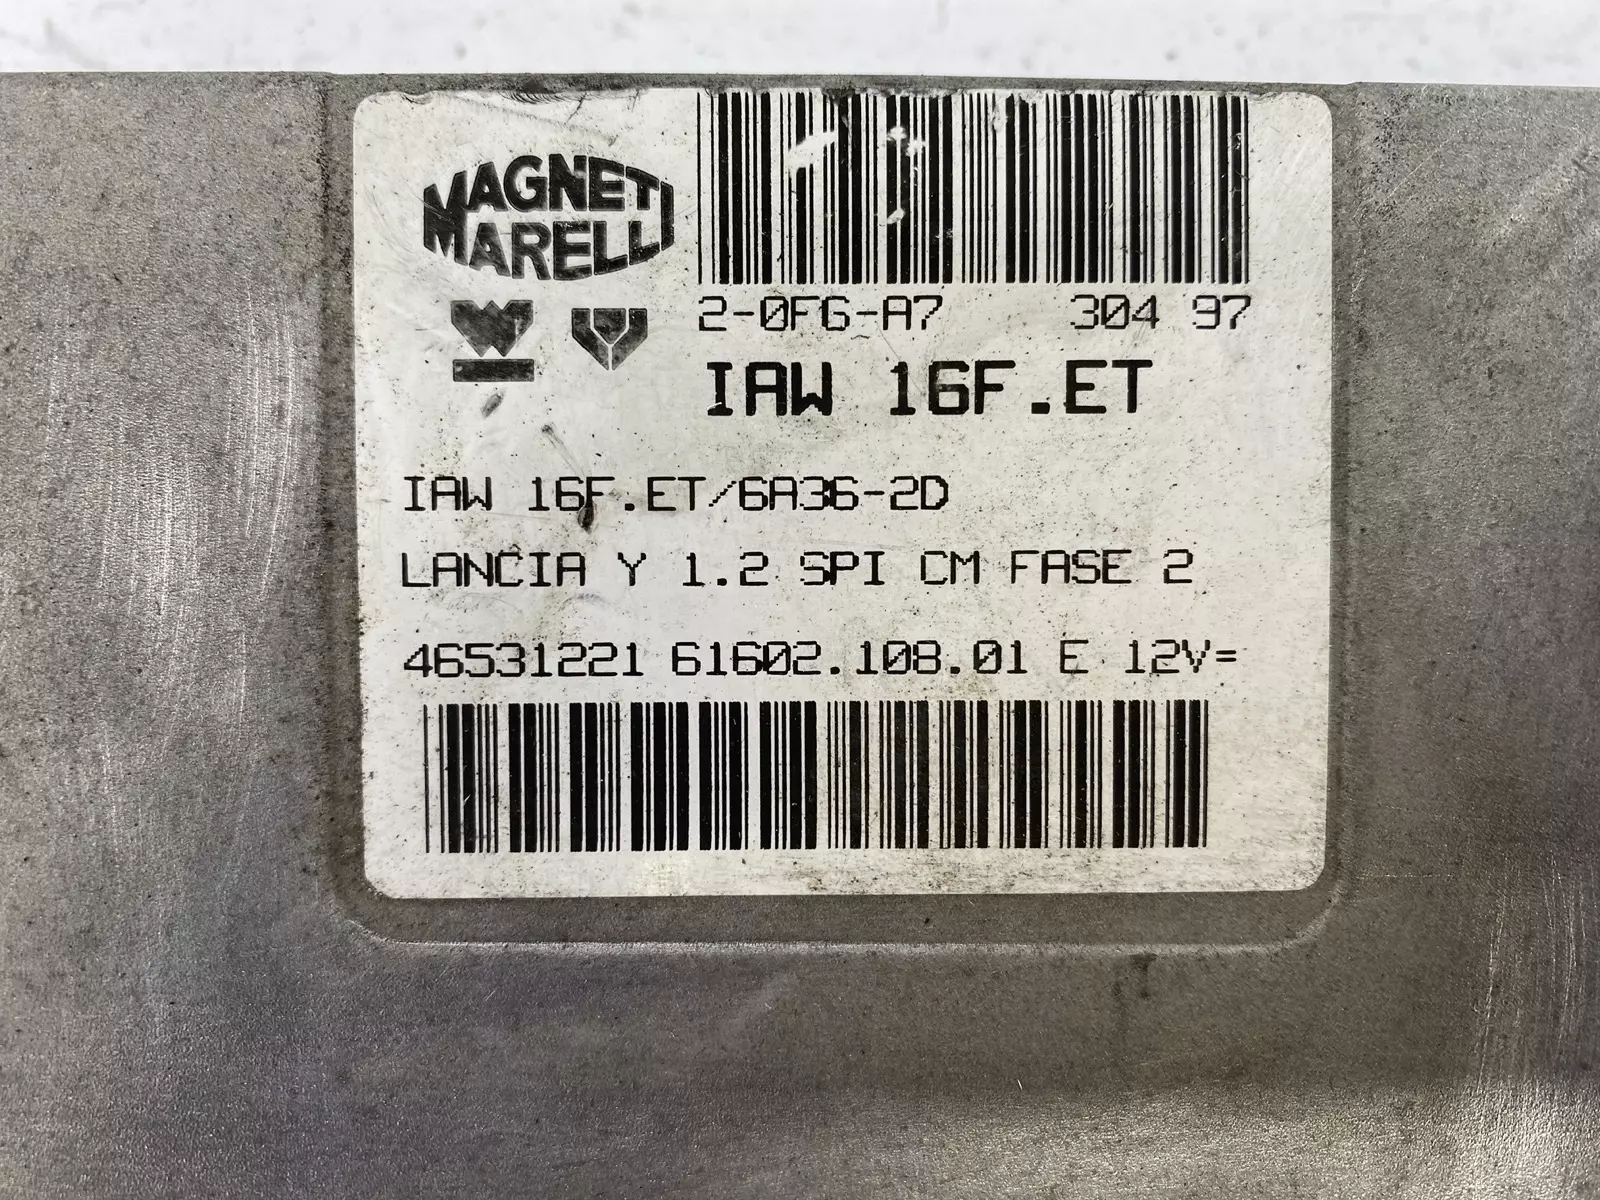 MAGNETI
MARELLI
2-0FG-A7 304 97
IAW 16F.ET
IAW 16F.ET/6A36-2D
LANCIA Y 1.2 SPI CM FASE 2
46531221 61602.108.01 E 12V=